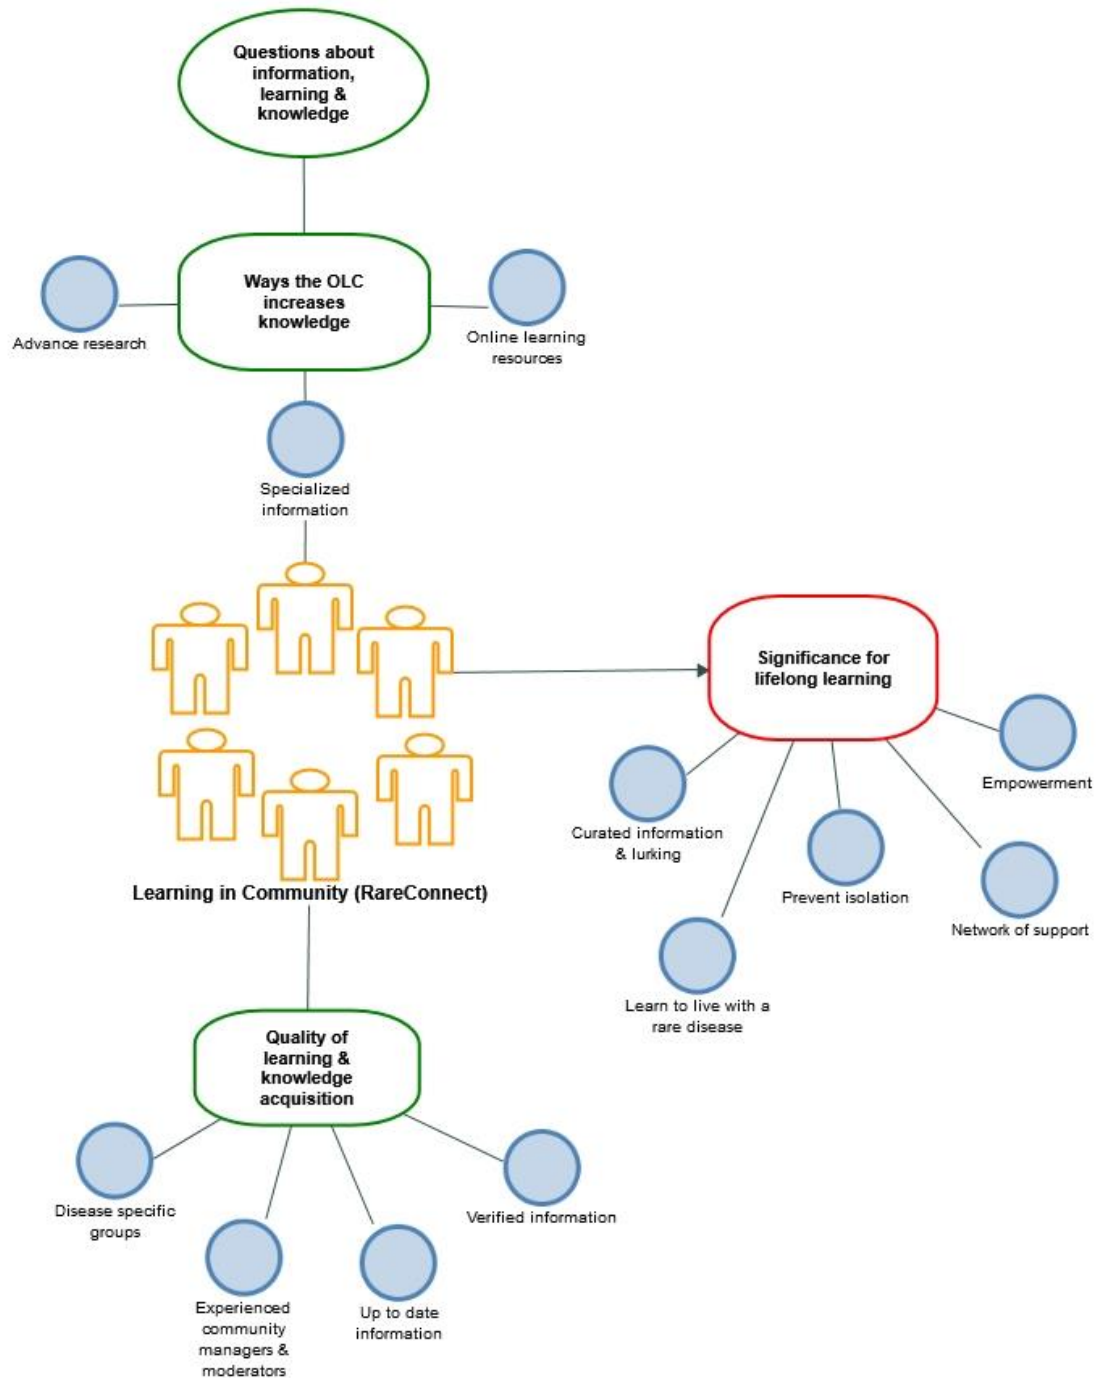 Questions about
information,
learning &
knowledge
Ways the OLC
increases
knowledge
Advance research
Online learning
resources
Specialized
information
Significance for
lifelong learning
Empowerment
Curated information
& lurking
Prevent isolation
Network of support
Learn to live with a
rare disease
Learning in Community (RareConnect)
Quality of
learning &
knowledge
acquisition
Disease specific
groups
Verified information
Experienced
community
managers &
moderators
Up to date
information